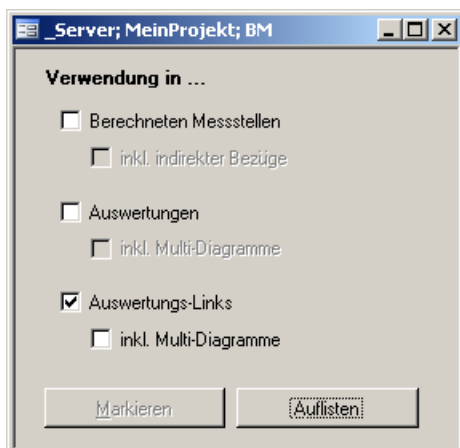 _Server; MeinProjekt; BM
Verwendung in ...
Berechneten Messstellen
inkl. indirekter Bezüge
Auswertungen
inkl. Multi-Diagramme
Auswertungs-Links
inkl. Multi-Diagramme
Markieren
Auflisten